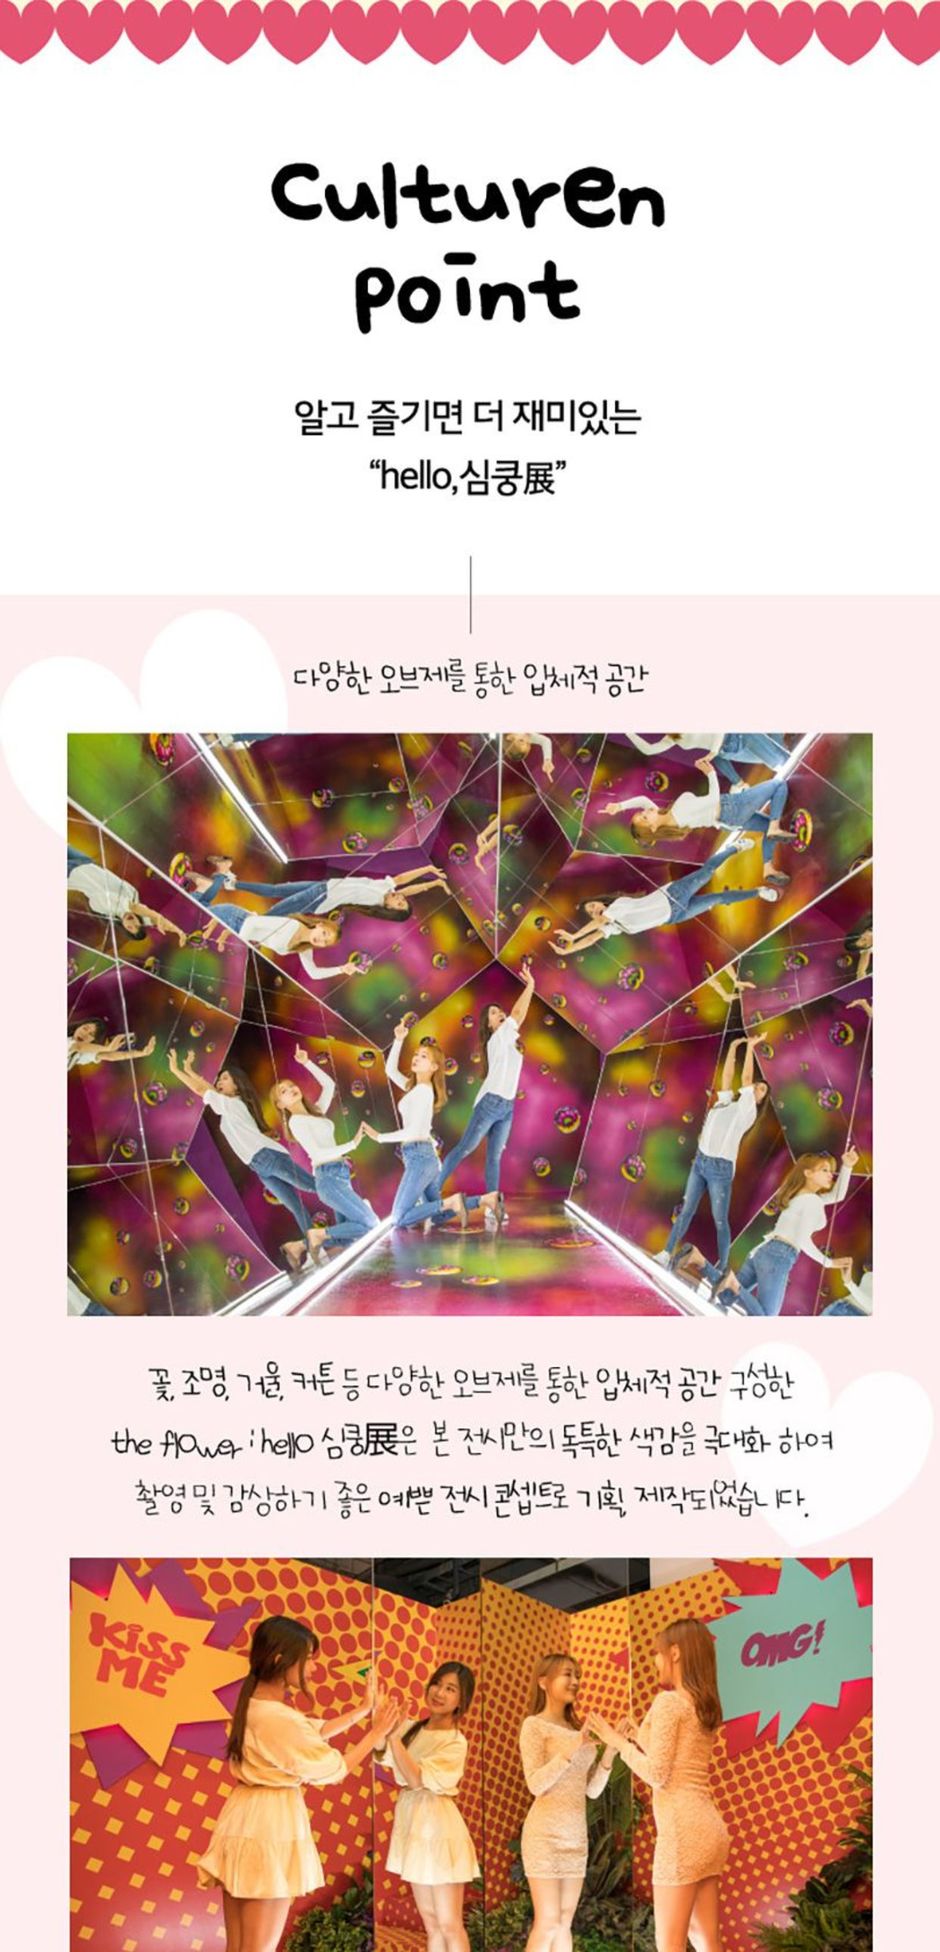 Culturen
point
알고 즐기면 더 재미있는
“hello,심쿵展”
다양한 오브제를 통한 입체적 공간
꽃, 조명, 거울, 커튼 등 다양한 오브제를 통한 입체적 공간 구성한
the flower : hello 심쿵展은 본 전시만의 독특한 색감을 극대화 하여
촬영 및 감상하기 좋은 예쁜 전시 콘셉트로 기획, 제작되었습니다.
KISS
ME
OMG!